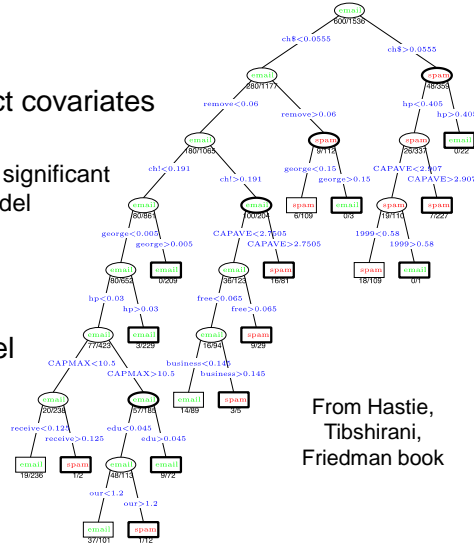 email
600/1536
ch$<0.0555
ch$>0.0555
email
280/1177
spam
48/359
ct covariates
remove<0.06
remove>0.06
hp<0.405
hp>0.405
email
180/1065
spam
9/112
spam
26/337
email
0/22
significant
del
ch!<0.191
ch!>0.191
george<0.15
george>0.15
CAPAVE<2.907
CAPAVE>2.907
email
80/861
email
100/204
spam
6/109
email
0/3
spam
19/110
spam
7/227
george<0.005
george>0.005
CAPAVE<2.7505
CAPAVE>2.7505
1999<0.58
1999>0.58
email
80/652
email
0/209
email
36/123
spam
16/81
spam
18/109
email
0/1
hp<0.03
hp>0.03
free<0.065
free>0.065
el
email
77/423
email
3/229
email
16/94
spam
9/29
CAPMAX<10.5
CAPMAX>10.5
business<0.145
business>0.145
email
20/238
email
57/185
email
14/89
spam
3/5
receive<0.125
receive>0.125
edu<0.045
edu>0.045
email
19/236
spam
1/2
email
48/113
email
9/72
our<1.2
our>1.2
email
37/101
spam
1/12
From Hastie,
Tibshirani,
Friedman book